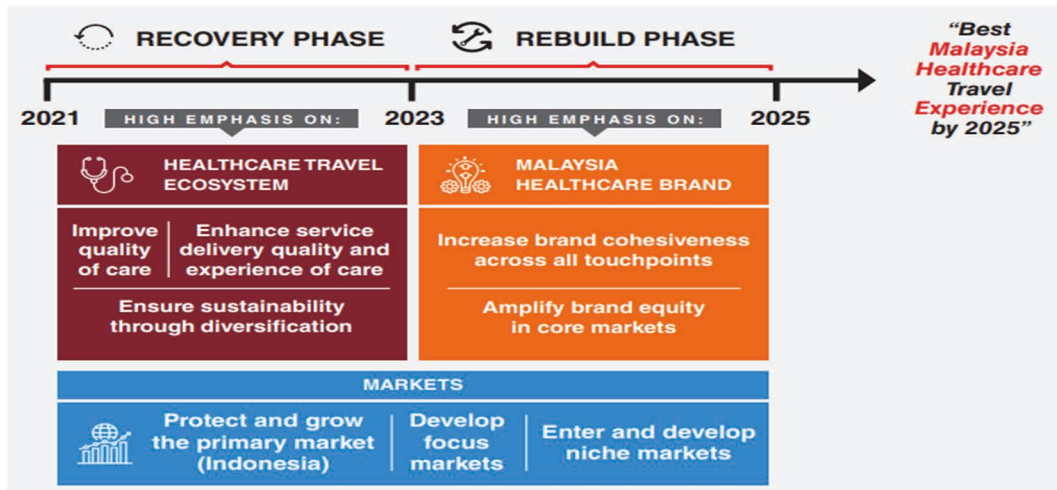 RECOVERY PHASE
REBUILD PHASE
2021
HIGH EMPHASIS ON:
2023
HIGH EMPHASIS ON:
2025
“Best
Malaysia
Healthcare
Travel
Experience
by 2025”
HEALTHCARE TRAVEL
ECOSYSTEM
Improve
quality
of care
Enhance service
delivery quality and
experience of care
Ensure sustainability
through diversification
MALAYSIA
HEALTHCARE BRAND
Increase brand cohesiveness
across all touchpoints
Amplify brand equity
in core markets
MARKETS
Protect and grow
the primary market
(Indonesia)
Develop
focus
markets
Enter and develop
niche markets